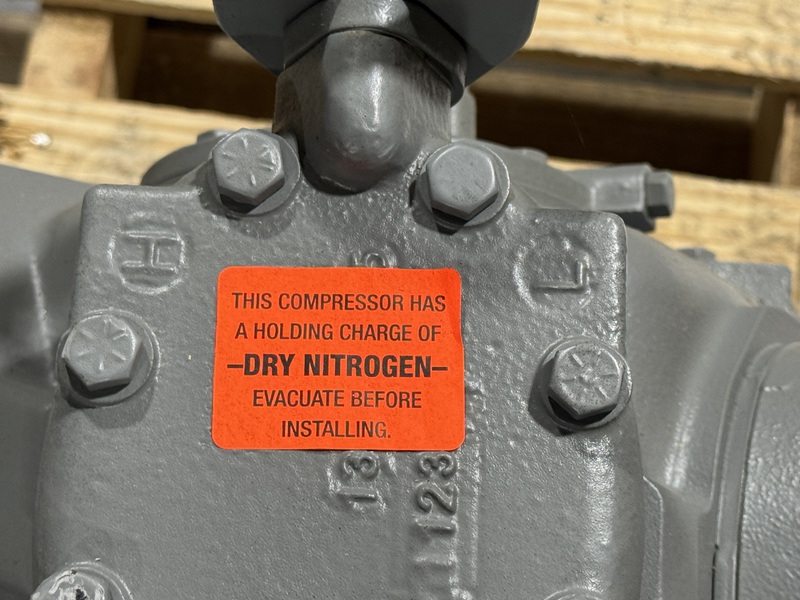 H
L
THIS COMPRESSOR HAS
A HOLDING CHARGE OF
–DRY NITROGEN–
EVACUATE BEFORE
INSTALLING.